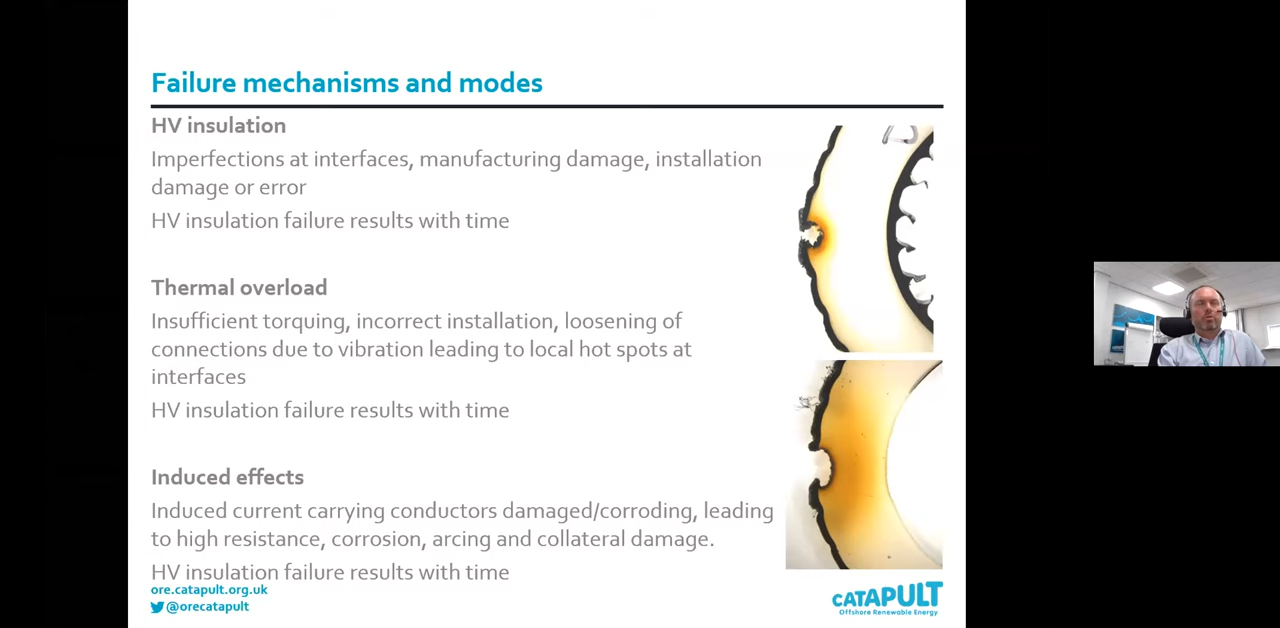 Failure mechanisms and modes
HV insulation
Imperfections at interfaces, manufacturing damage, installation
damage or error
HV insulation failure results with time
Thermal overload
Insufficient torquing, incorrect installation, loosening of
connections due to vibration leading to local hot spots at
interfaces
HV insulation failure results with time
Induced effects
Induced current carrying conductors damaged/corroding, leading
to high resistance, corrosion, arcing and collateral damage.
HV insulation failure results with time
ore.catapult.org.uk
@orecatapult
CATAPULT
Offshore Renewable Energy